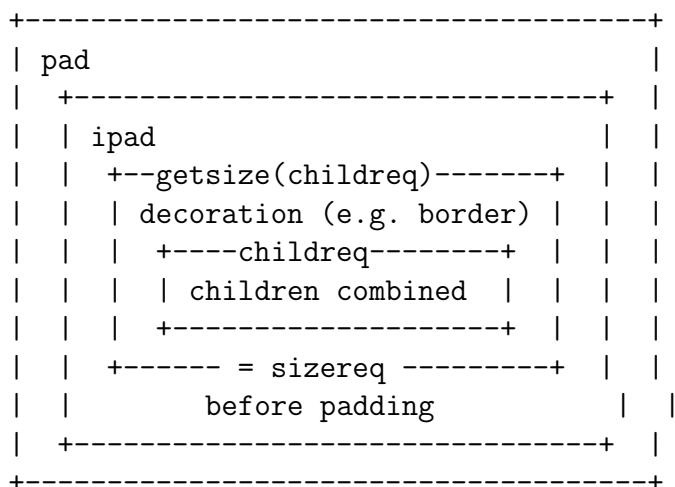 +--------------------------------------+
| pad                                  |
|  +--------------------------------+  |
|  | ipad                           |  |
|  |  +--getsize(childreq)-------+  |  |
|  |  | decoration (e.g. border) |  |  |
|  |  |  +----childreq--------+  |  |  |
|  |  |  | children combined  |  |  |  |
|  |  |  +--------------------+  |  |  |
|  |  +------ = sizereq ---------+  |  |
|  |        before padding           |  |
|  +--------------------------------+  |
+--------------------------------------+